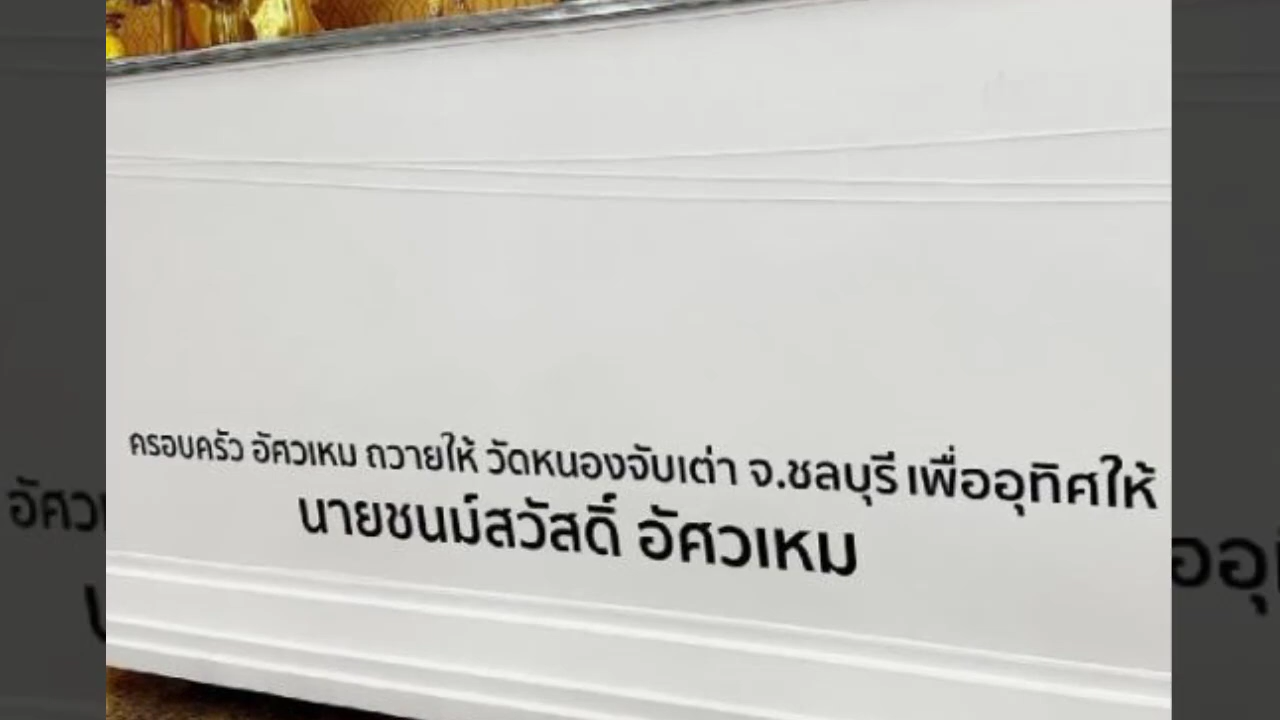 ครอบครัว อัศวเหม ถวายให้ วัดหนองจับเต่า จ.ชลบุรี เพื่ออุทิศให้
นายชนม์สวัสดิ์ อัศวเหม